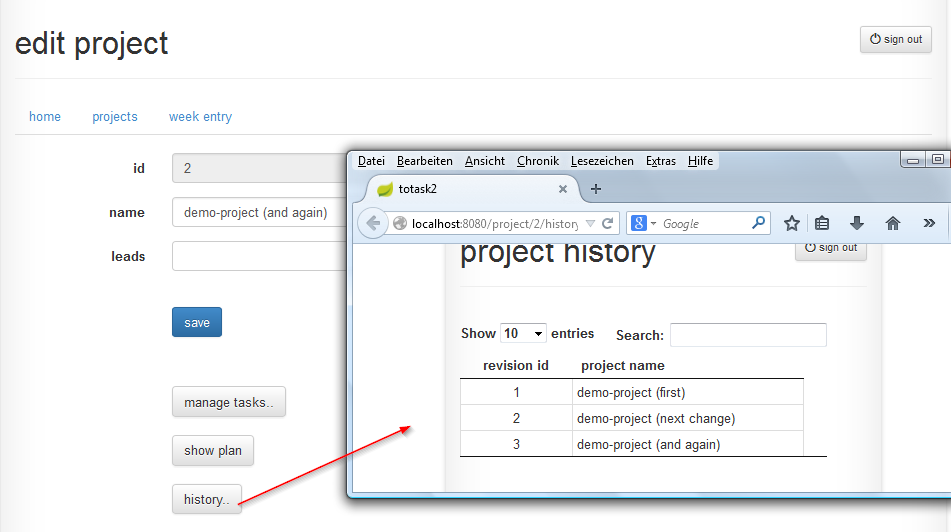 edit project
sign out
home projects week entry
id 2
name demo-project (and again)
leads
save
manage tasks..
show plan
history..
Datei Bearbeiten Ansicht Chronik Lesezeichen Extras Hilfe
totask2
localhost:8080/project/2/history
Google
project history
sign out
Show 10 entries Search:
revision id project name
1 demo-project (first)
2 demo-project (next change)
3 demo-project (and again)